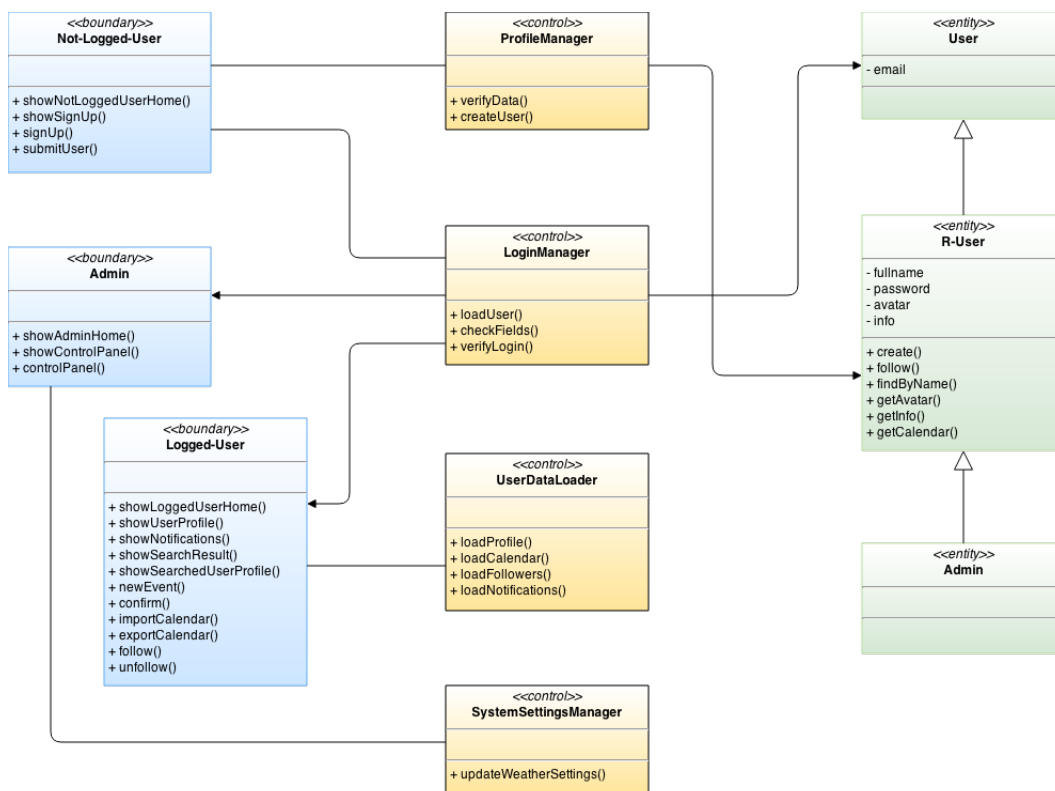 <<boundary>>
Not-Logged-User
+ showNotLoggedUserHome()
+ showSignUp()
+ signUp()
+ submitUser()
<<control>>
ProfileManager
+ verifyData()
+ createUser()
<<entity>>
User
- email
<<boundary>>
Admin
+ showAdminHome()
+ showControlPanel()
+ controlPanel()
<<control>>
LoginManager
+ loadUser()
+ checkFields()
+ verifyLogin()
<<entity>>
R-User
- fullname
- password
- avatar
- info
+ create()
+ follow()
+ findByName()
+ getAvatar()
+ getInfo()
+ getCalendar()
<<boundary>>
Logged-User
+ showLoggedUserHome()
+ showUserProfile()
+ showNotifications()
+ showSearchResult()
+ showSearchedUserProfile()
+ newEvent()
+ confirm()
+ importCalendar()
+ exportCalendar()
+ follow()
+ unfollow()
<<control>>
UserDataLoader
+ loadProfile()
+ loadCalendar()
+ loadFollowers()
+ loadNotifications()
<<entity>>
Admin
<<control>>
SystemSettingsManager
+ updateWeatherSettings()